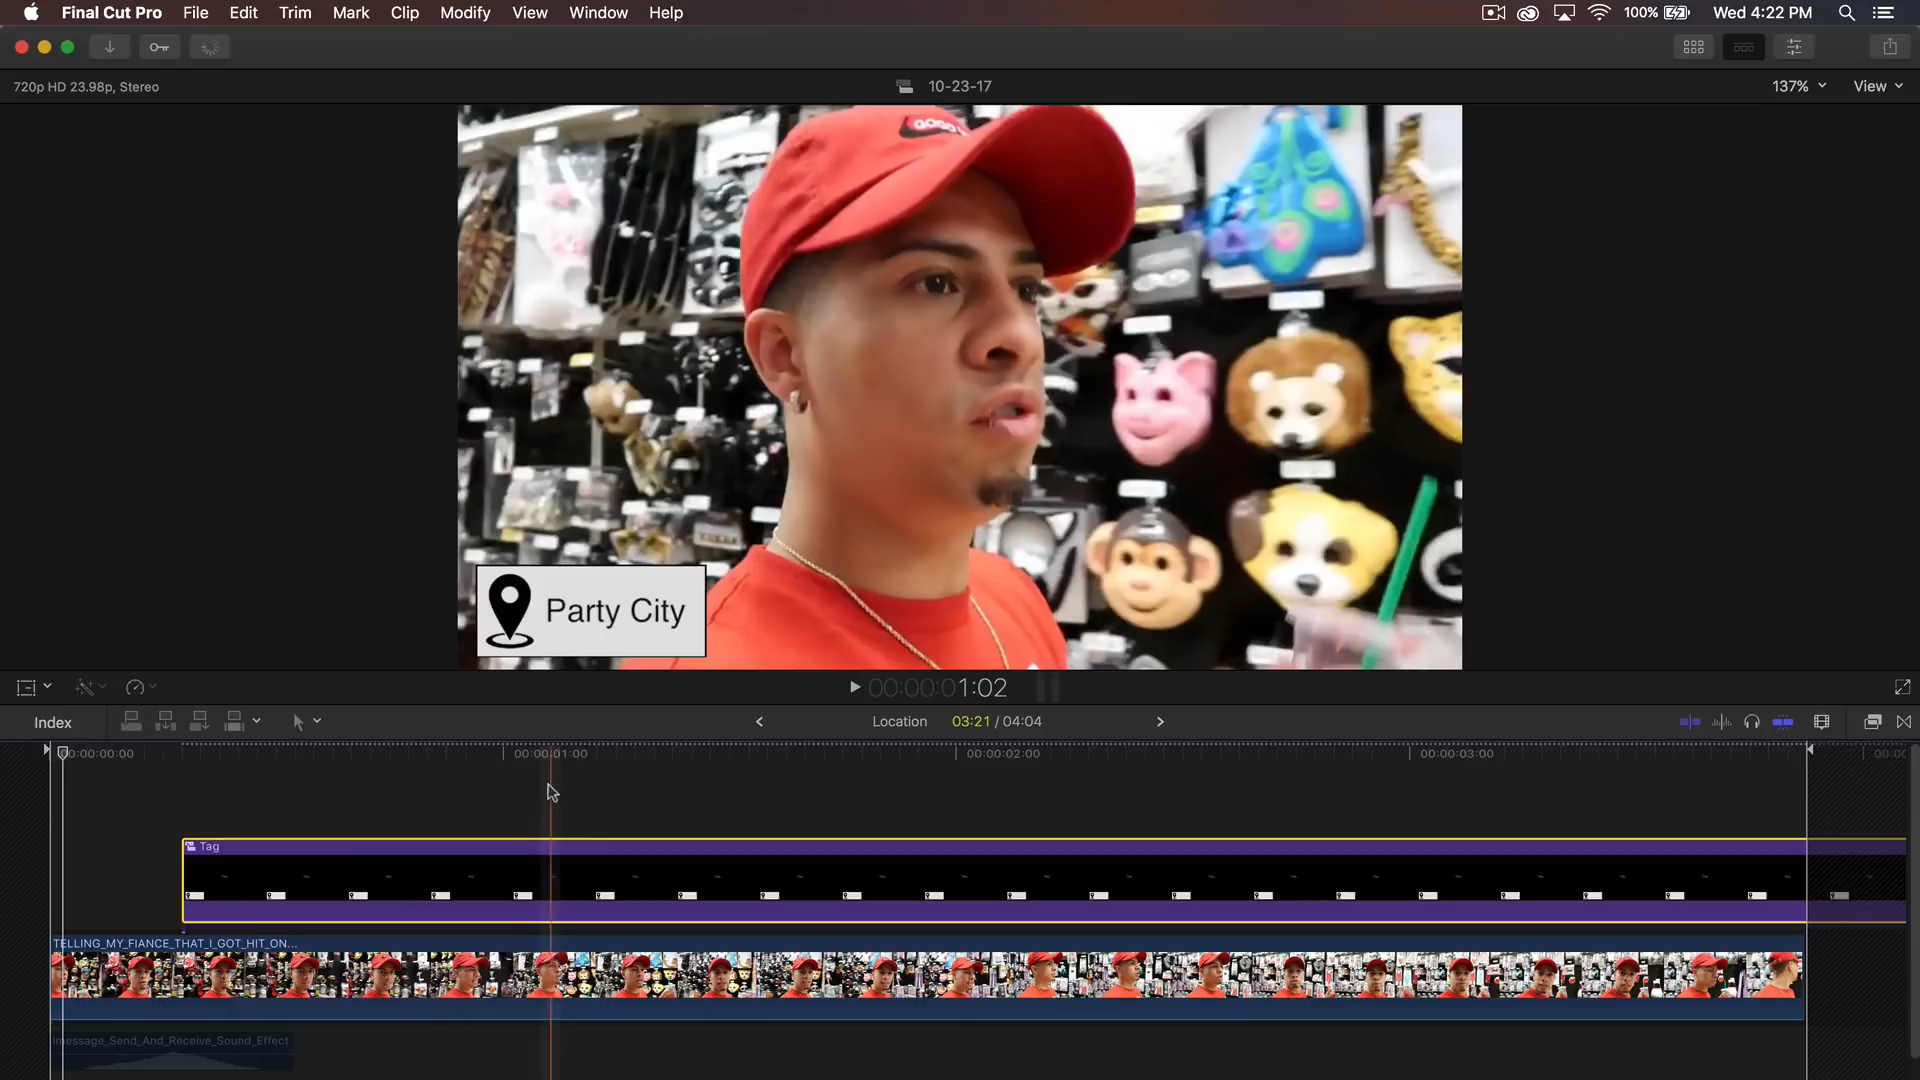 Final Cut Pro File Edit Trim Mark Clip Modify View Window Help 100% Wed 4:22 PM
720p HD 23.98p, Stereo 10-23-17 137% View
Party City
00:00:01:02
Index Location 03:21 / 04:04
00:00:00:00 00:00:01:00 00:00:02:00 00:00:03:00
Tag
TELLING_MY_FIANCE_THAT_I_GOT_HIT_ON...
Imessage_Send_And_Receive_Sound_Effect